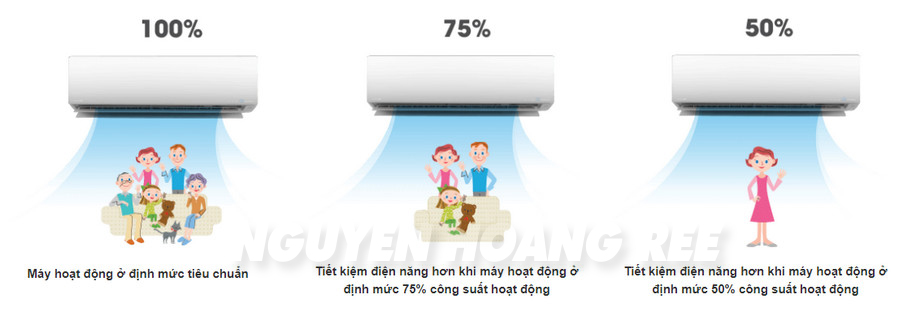 100%
75%
50%
NGUYEN HOANG REE
Máy hoạt động ở định mức tiêu chuẩn
Tiết kiệm điện năng hơn khi máy hoạt động ở
định mức 75% công suất hoạt động
Tiết kiệm điện năng hơn khi máy hoạt động ở
định mức 50% công suất hoạt động